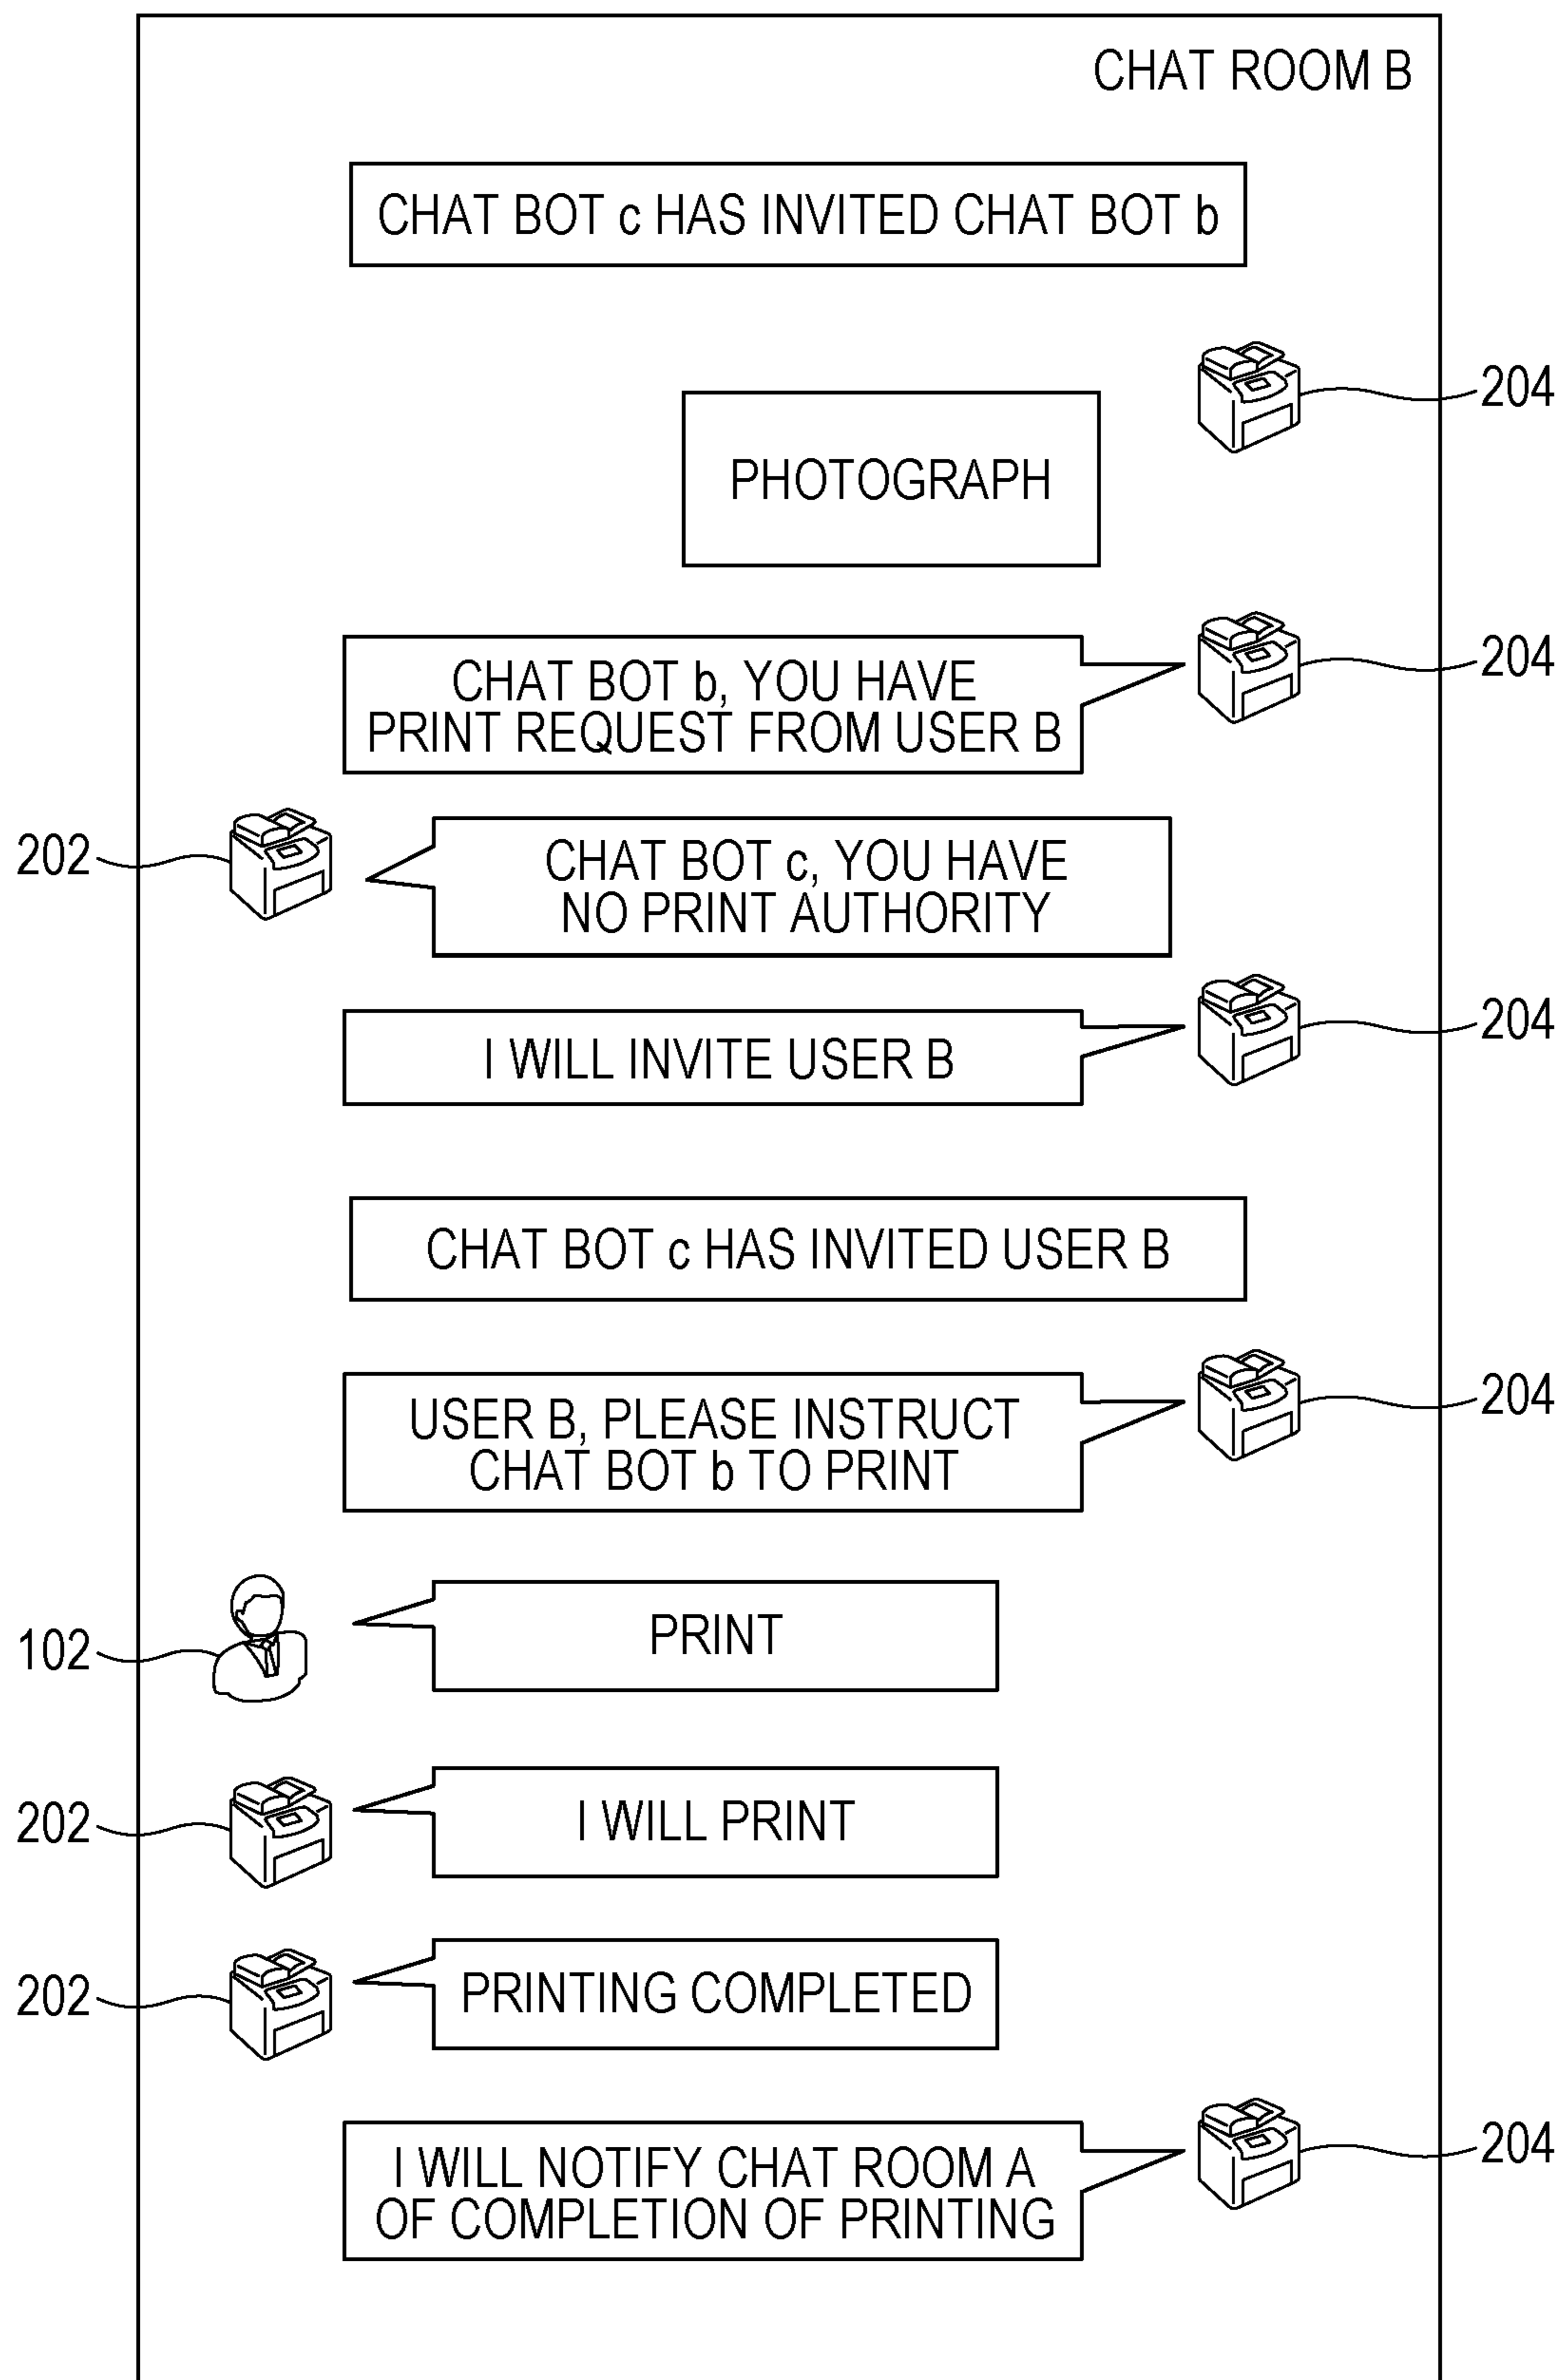 CHAT ROOM B
CHAT BOT c HAS INVITED CHAT BOT b
204
PHOTOGRAPH
204
CHAT BOT b, YOU HAVE
PRINT REQUEST FROM USER B
202
CHAT BOT c, YOU HAVE
NO PRINT AUTHORITY
204
I WILL INVITE USER B
CHAT BOT c HAS INVITED USER B
204
USER B, PLEASE INSTRUCT
CHAT BOT b TO PRINT
102
PRINT
202
I WILL PRINT
202
PRINTING COMPLETED
204
I WILL NOTIFY CHAT ROOM A
OF COMPLETION OF PRINTING